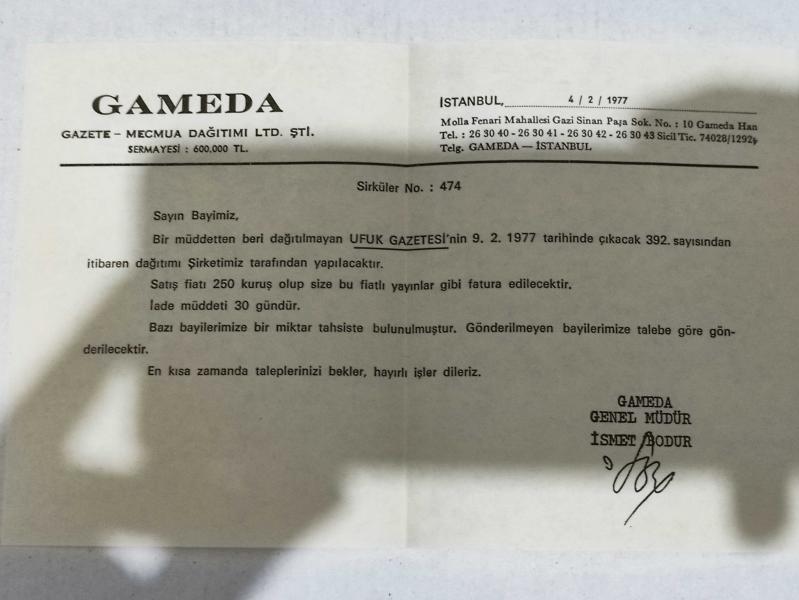 GAMEDA
GAZETE – MECMUA DAĞITIMI LTD. ŞTİ.
SERMAYESİ : 600.000 TL.
İSTANBUL, 4 / 2 / 1977
Molla Fenari Mahallesi Gazi Sinan Paşa Sok. No. : 10 Gameda Han
Tel. : 26 30 40 - 26 30 41 - 26 30 42 - 26 30 43 Sicil Tic. 74028/12924
Telg. GAMEDA — İSTANBUL
Sirküler No. : 474
Sayın Bayimiz,
Bir müddetten beri dağıtılmayan UFUK GAZETESİ'nin 9. 2. 1977 tarihinde çıkacak 392. sayısından
itibaren dağıtımı Şirketimiz tarafından yapılacaktır.
Satış fiatı 250 kuruş olup size bu fiatlı yayınlar gibi fatura edilecektir.
İade müddeti 30 gündür.
Bazı bayilerimize bir miktar tahsiste bulunulmuştur. Gönderilmeyen bayilerimize talebe göre gön-
derilecektir.
En kısa zamanda taleplerinizi bekler, hayırlı işler dileriz.
GAMEDA
GENEL MÜDÜR
İSMET BODUR